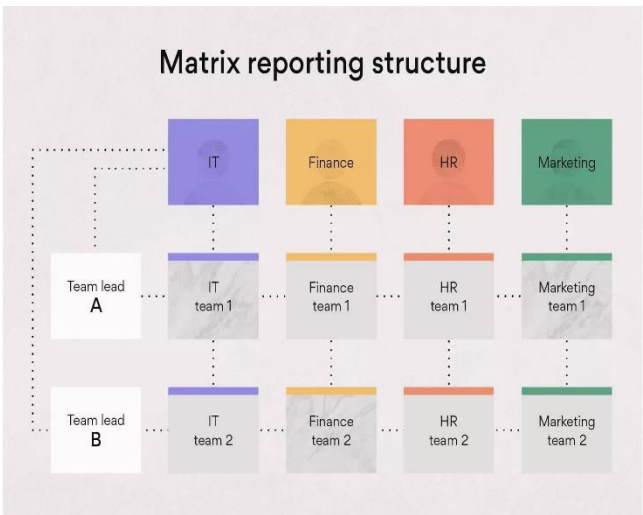 Matrix reporting structure
IT
Finance
HR
Marketing
Team lead
A
IT
team 1
Finance
team 1
HR
team 1
Marketing
team 1
Team lead
B
IT
team 2
Finance
team 2
HR
team 2
Marketing
team 2